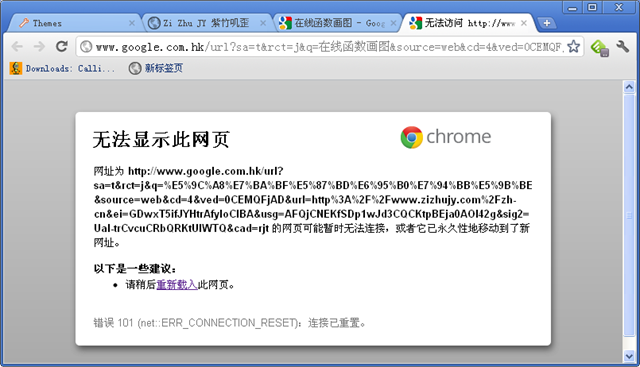 Themes
Zi Zhu JY 紫竹叽歪
在线函数画图 - Goog
无法访问 http://www
www.google.com.hk/url?sa=t&rct=j&q=在线函数画图&source=web&cd=4&ved=0CEMQF
Downloads: Calli...
新标签页
无法显示此网页
chrome
网址为 http://www.google.com.hk/url?
sa=t&rct=j&q=%E5%9C%A8%E7%BA%BF%E5%87%BD%E6%95%B0%E7%94%BB%E5%9B%BE
&source=web&cd=4&ved=0CEMQFjAD&url=http%3A%2F%2Fwww.zizhujy.com%2Fzh-
cn&ei=GDwxT5ifJYHtrAfyloCIBA&usg=AFQjCNEKfSDp1wJd3CQCKtpBEja0AOl42g&sig2=
Ual-trCvcuCRbQRKtUlWTQ&cad=rjt 的网页可能暂时无法连接，或者它已永久性地移动到了新
网址。
以下是一些建议：
• 请稍后重新载入此网页。
错误 101 (net::ERR_CONNECTION_RESET)：连接已重置。